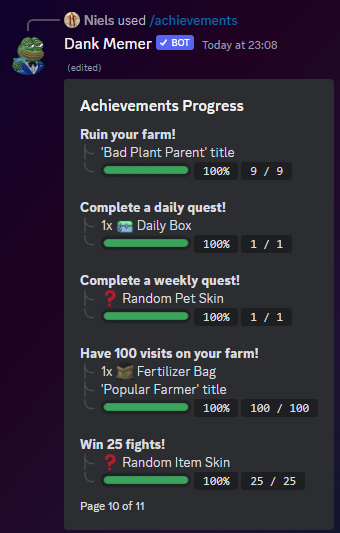 Niels used /achievements
Dank Memer ✓ BOT Today at 23:08
(edited)
Achievements Progress
Ruin your farm!
'Bad Plant Parent' title
100% 9 / 9
Complete a daily quest!
1x Daily Box
100% 1 / 1
Complete a weekly quest!
❓ Random Pet Skin
100% 1 / 1
Have 100 visits on your farm!
1x Fertilizer Bag
'Popular Farmer' title
100% 100 / 100
Win 25 fights!
❓ Random Item Skin
100% 25 / 25
Page 10 of 11